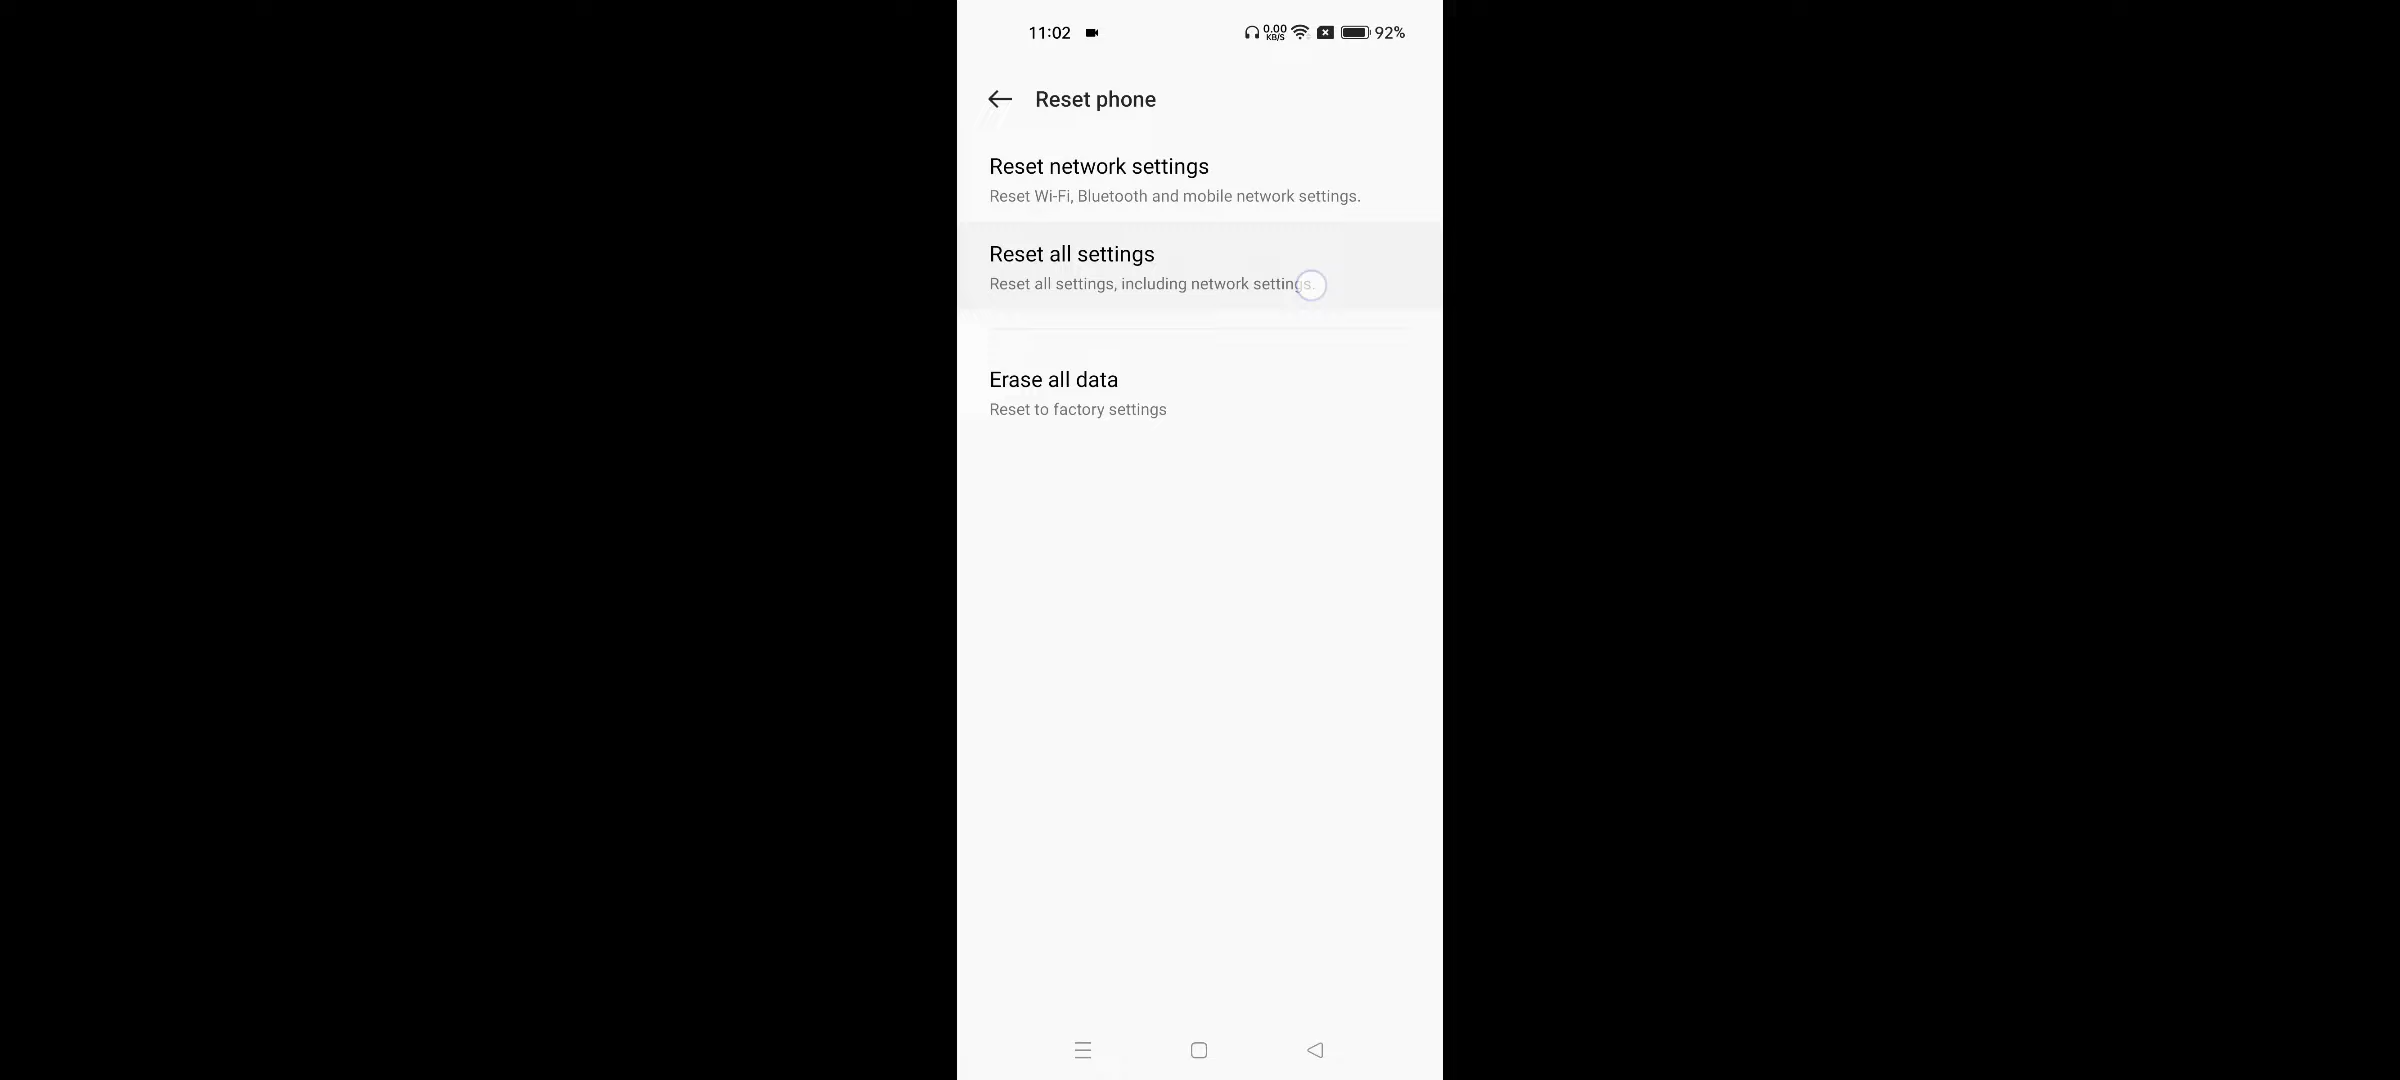 11:02
0.00
KB/S
92%
Reset phone
Reset network settings
Reset Wi-Fi, Bluetooth and mobile network settings.
Reset all settings
Reset all settings, including network settings.
Erase all data
Reset to factory settings